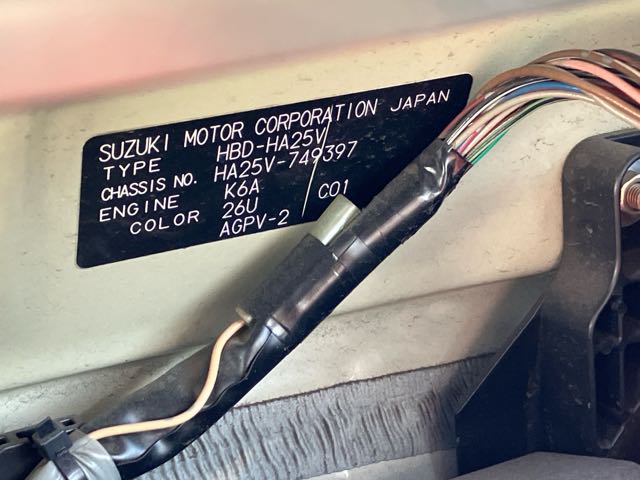 SUZUKI MOTOR CORPORATION JAPAN
TYPE HBD-HA25V
CHASSIS NO. HA25V-749397
ENGINE K6A
COLOR 26U C01
AGPV-2